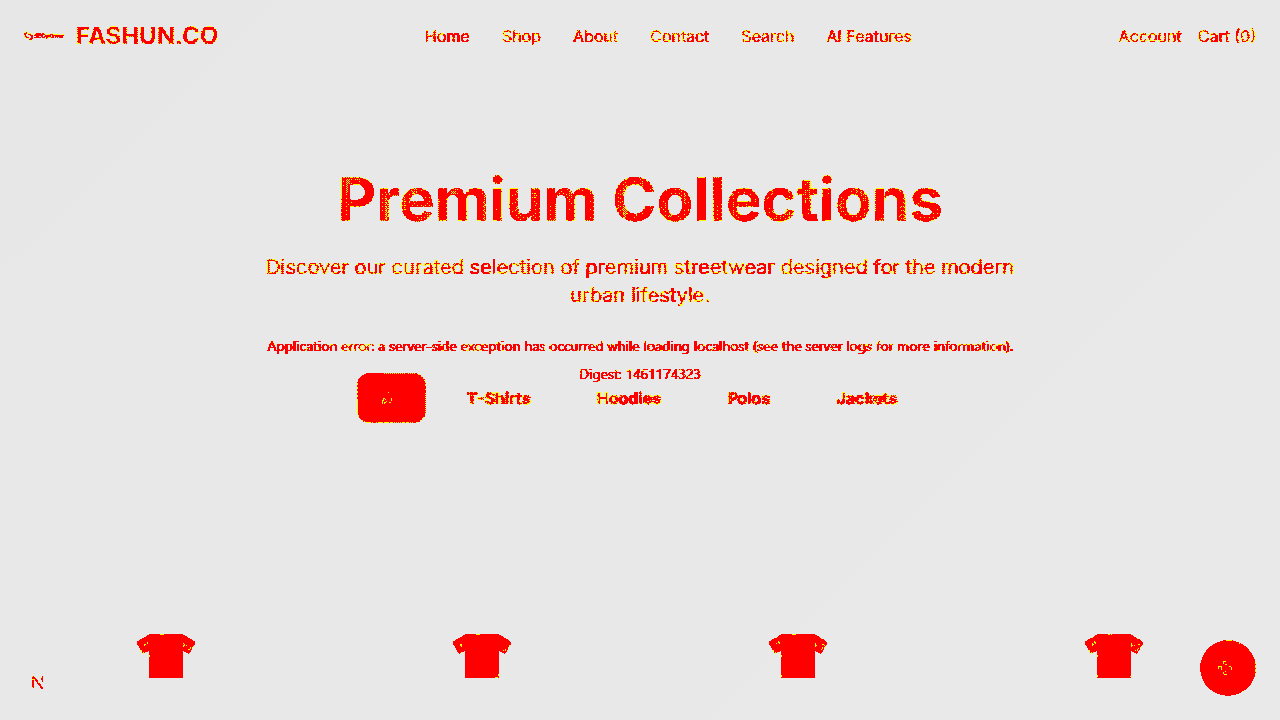 FASHUN.CO
Home Shop About Contact Search AI Features
Account Cart (0)
Premium Collections
Discover our curated selection of premium streetwear designed for the modern
urban lifestyle.
Application error: a server-side exception has occurred while loading localhost (see the server logs for more information).
Digest: 1461174323
T-Shirts Hoodies Polos Jackets
N